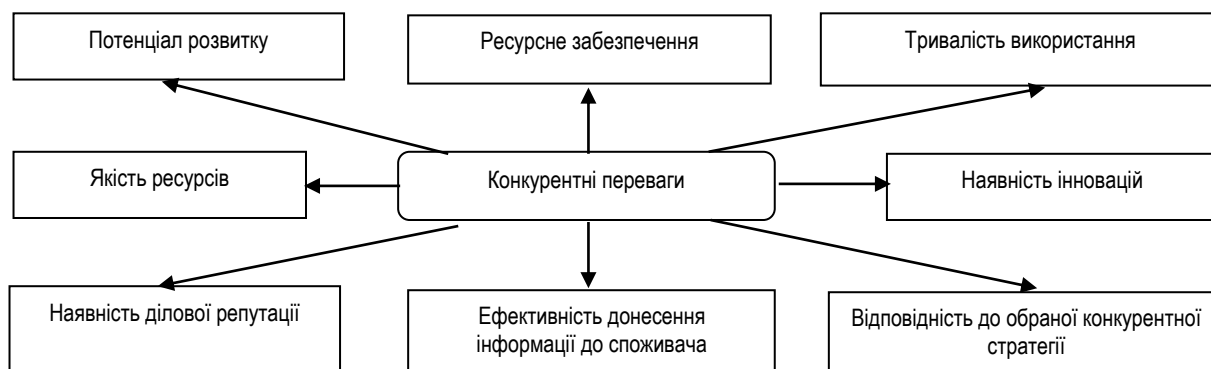 Потенціал розвитку
Ресурсне забезпечення
Тривалість використання
Якість ресурсів
Конкурентні переваги
Наявність інновацій
Наявність ділової репутації
Ефективність донесення
інформації до споживача
Відповідність до обраної конкурентної
стратегії